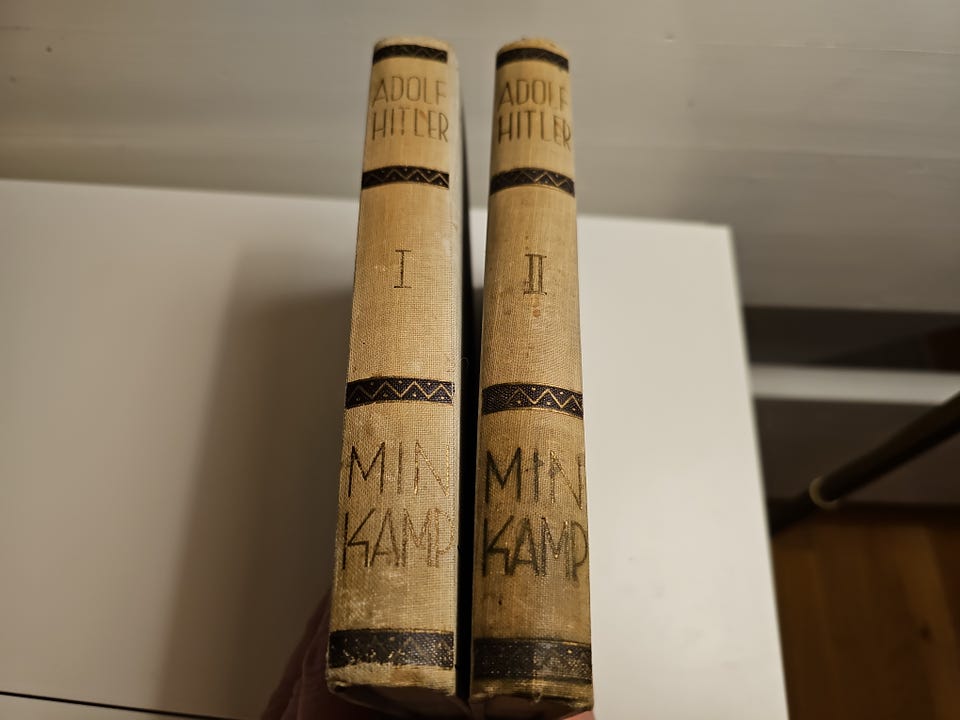 ADOLF
HITLER
I
MIN
KAMP
ADOLF
HITLER
II
MIN
KAMP